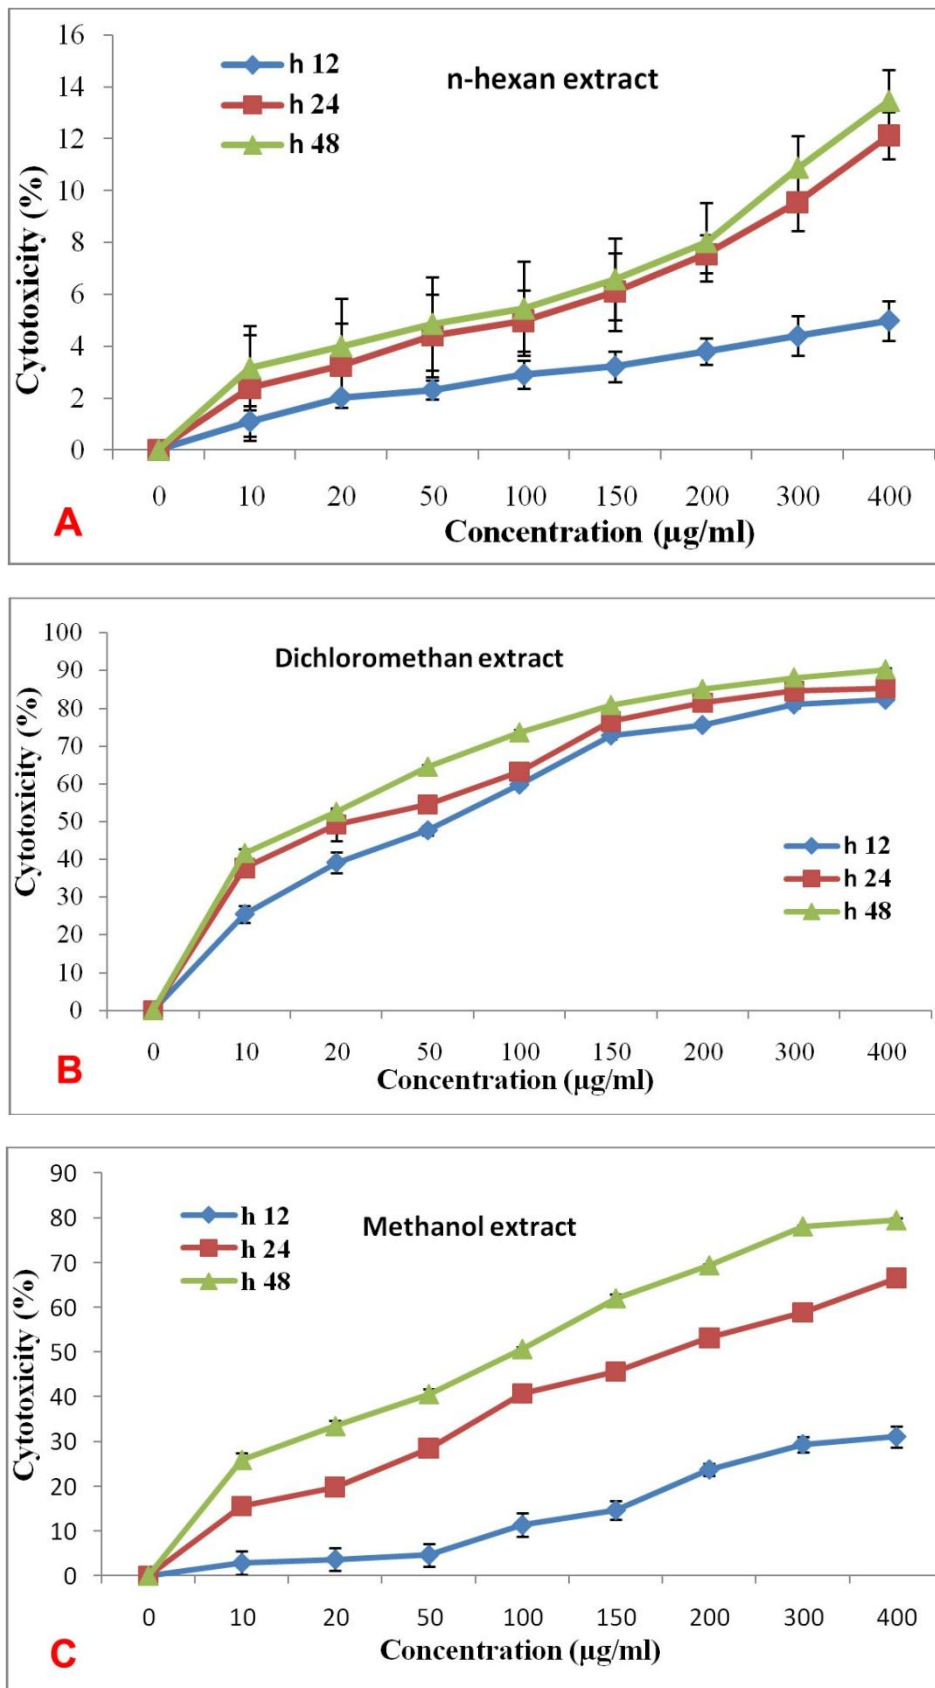 16
14
12
10
8
6
4
2
0
Cytotoxicity (%)
h 12
h 24
h 48
n-hexan extract
0 10 20 50 100 150 200 300 400
Concentration (µg/ml)
A
100
90
80
70
60
50
40
30
20
10
0
Cytotoxicity (%)
Dichloromethan extract
h 12
h 24
h 48
0 10 20 50 100 150 200 300 400
Concentration (µg/ml)
B
90
80
70
60
50
40
30
20
10
0
Cytotoxicity (%)
h 12
h 24
h 48
Methanol extract
0 10 20 50 100 150 200 300 400
Concentration (µg/ml)
C